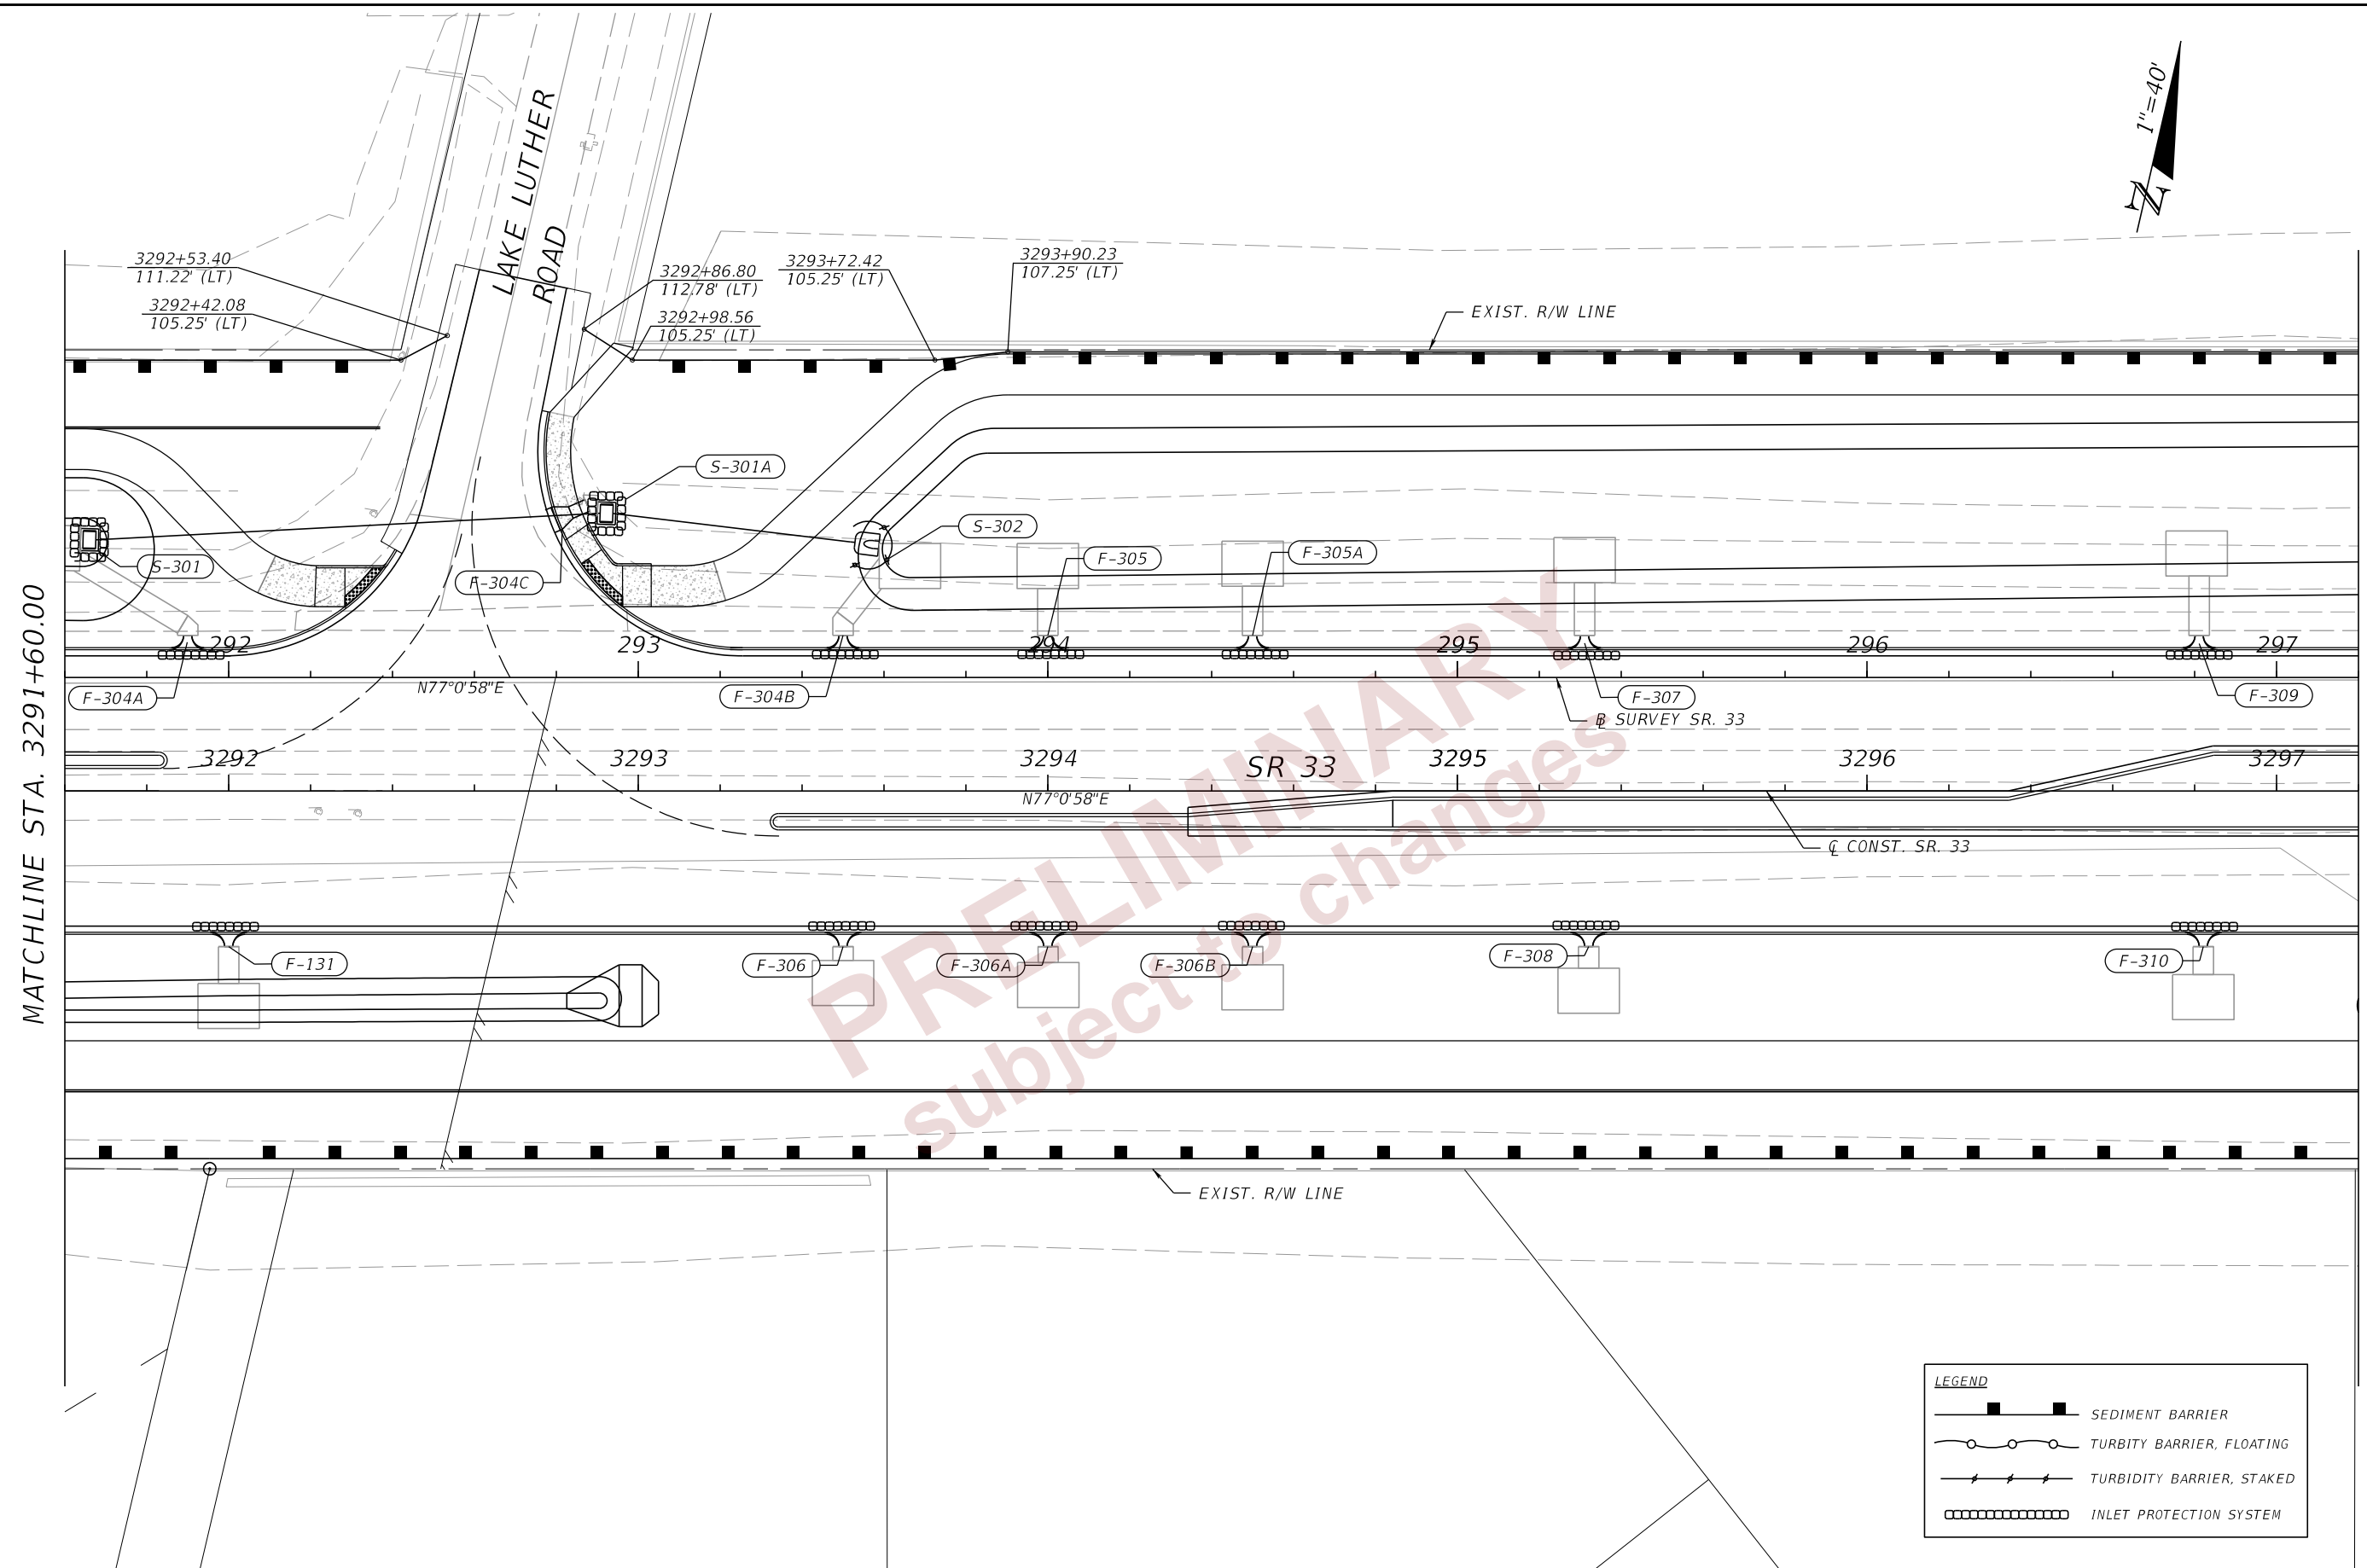 1"=40'
N
LAKE LUTHER
ROAD
3292+53.40
111.22' (LT)
3292+42.08
105.25' (LT)
3292+86.80
112.78' (LT)
3292+98.56
105.25' (LT)
3293+72.42
105.25' (LT)
3293+90.23
107.25' (LT)
EXIST. R/W LINE
S-301A
S-302
S-301
F-304C
F-305
F-305A
MATCHLINE STA. 3291+60.00
292
293
294
295
296
297
N77°0'58"E
F-304A
F-304B
F-307
F-309
BL SURVEY SR. 33
3292
3293
3294
SR 33
3295
3296
3297
N77°0'58"E
CL CONST. SR. 33
F-131
F-306
F-306A
F-306B
F-308
F-310
PRELIMINARY
subject to changes
EXIST. R/W LINE
LEGEND
SEDIMENT BARRIER
TURBITY BARRIER, FLOATING
TURBIDITY BARRIER, STAKED
INLET PROTECTION SYSTEM